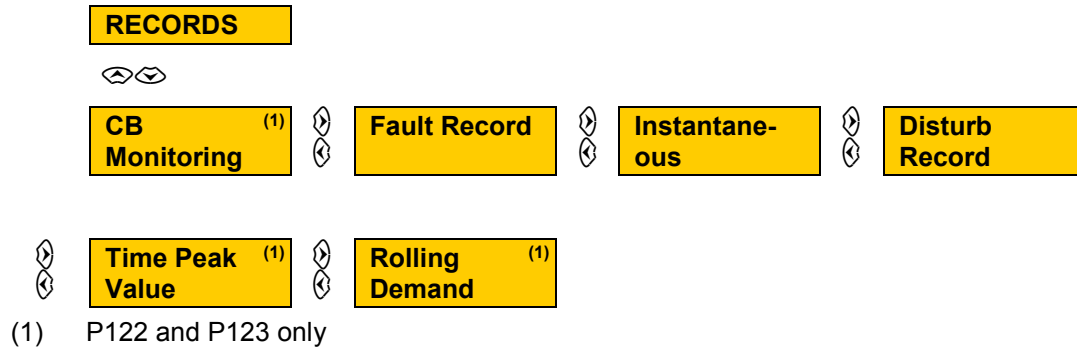 RECORDS
CB (1) Fault Record Instantane- Disturb
Monitoring ous Record
Time Peak (1) Rolling (1)
Value Demand
(1) P122 and P123 only